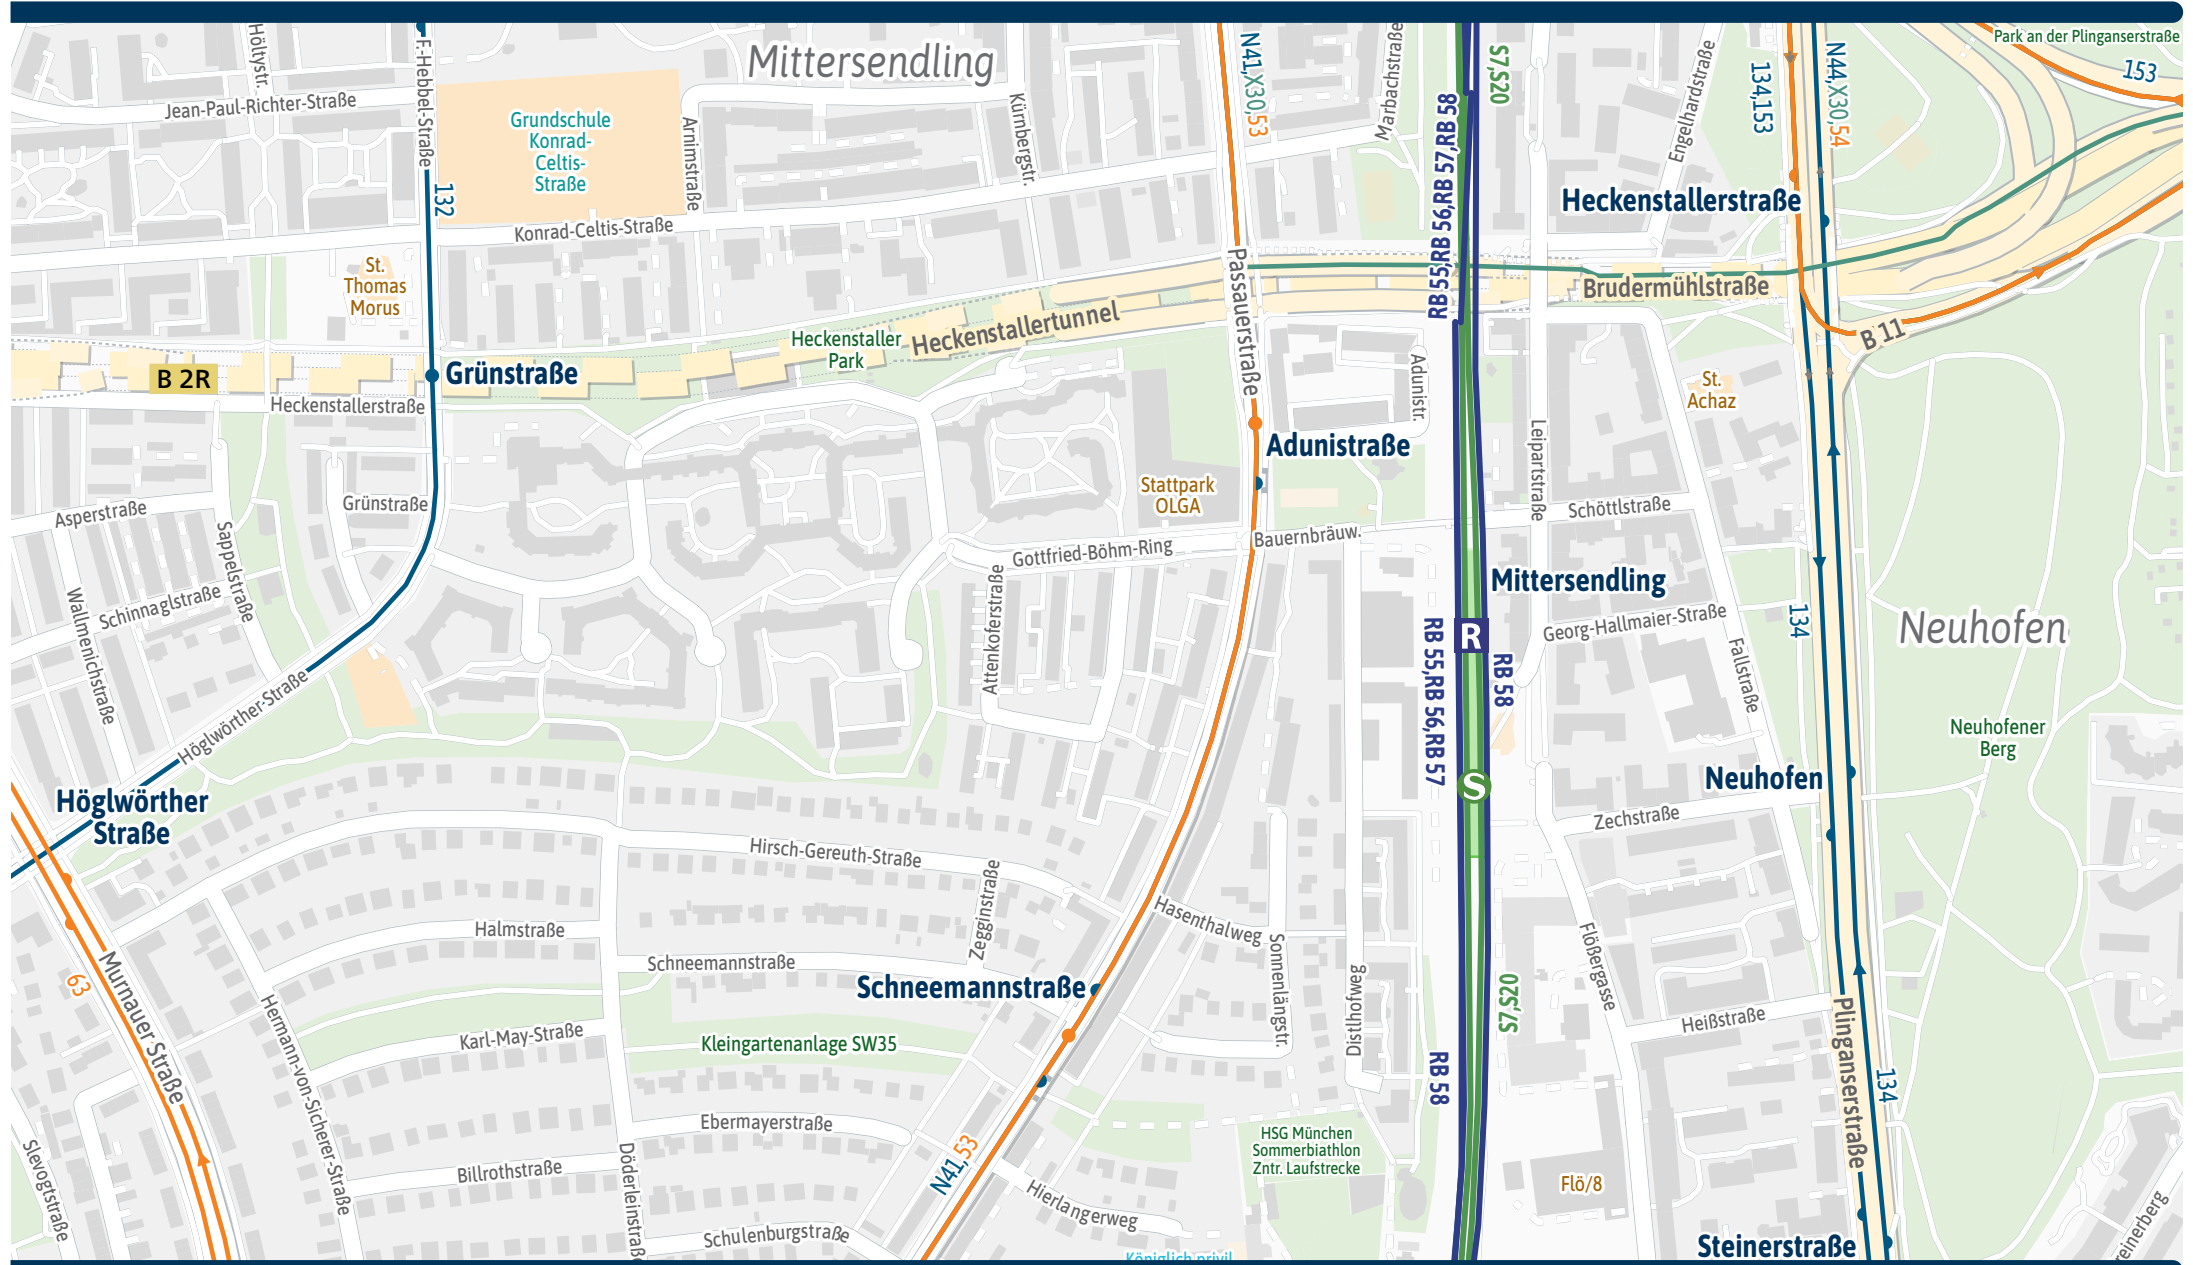 Park an der Plinganserstraße
153
Höltystr.
F.-Hebbel-Straße
Mittersendling
N41,X30,53
Marbachstraße
S7,S20
Engelhardstraße
134,153
N44,X30,54
Jean-Paul-Richter-Straße
Grundschule
Konrad-
Celtis-
Straße
Arnimstraße
Kürnbergstr.
RB 55,RB 56,RB 57,RB 58
132
Heckenstallerstraße
Konrad-Celtis-Straße
St.
Thomas
Morus
Passauerstraße
Brudermühlstraße
Heckenstallertunnel
Heckenstaller
Park
B 11
B 2R
Grünstraße
Heckenstallerstraße
Adunistr.
St.
Achaz
Adunistraße
Leipartstraße
Grünstraße
Asperstraße
Sappelstraße
Stattpark
OLGA
Schöttlstraße
Bauernbräuw.
Gottfried-Böhm-Ring
Mittersendling
Schinnaglstraße
Wallmenichstraße
Attenkoferstraße
134
Neuhofen
Georg-Hallmaier-Straße
R
RB 55,RB 56,RB 57
RB 58
Fallstraße
Höglwörther-Straße
Neuhofener
Berg
Neuhofen
S
Höglwörther
Straße
Zechstraße
Hirsch-Gereuth-Straße
Zegginstraße
Hasenthalweg
Halmstraße
Sonnenlängstr.
Distlhofweg
Flößergasse
Schneemannstraße
Schneemannstraße
63
Murnauer Straße
S7,S20
Heißstraße
Plinganserstraße
Hermann-von-Sicherer-Straße
Karl-May-Straße
Kleingartenanlage SW35
RB 58
134
Ebermayerstraße
HSG München
Sommerbiathlon
Zntr. Laufstrecke
Slevogtstraße
Billrothstraße
Döderleinstraße
N41,53
Flö/8
Hierlangerweg
Schulenburgstraße
Steinerstraße
Königlich privil
reinerberg